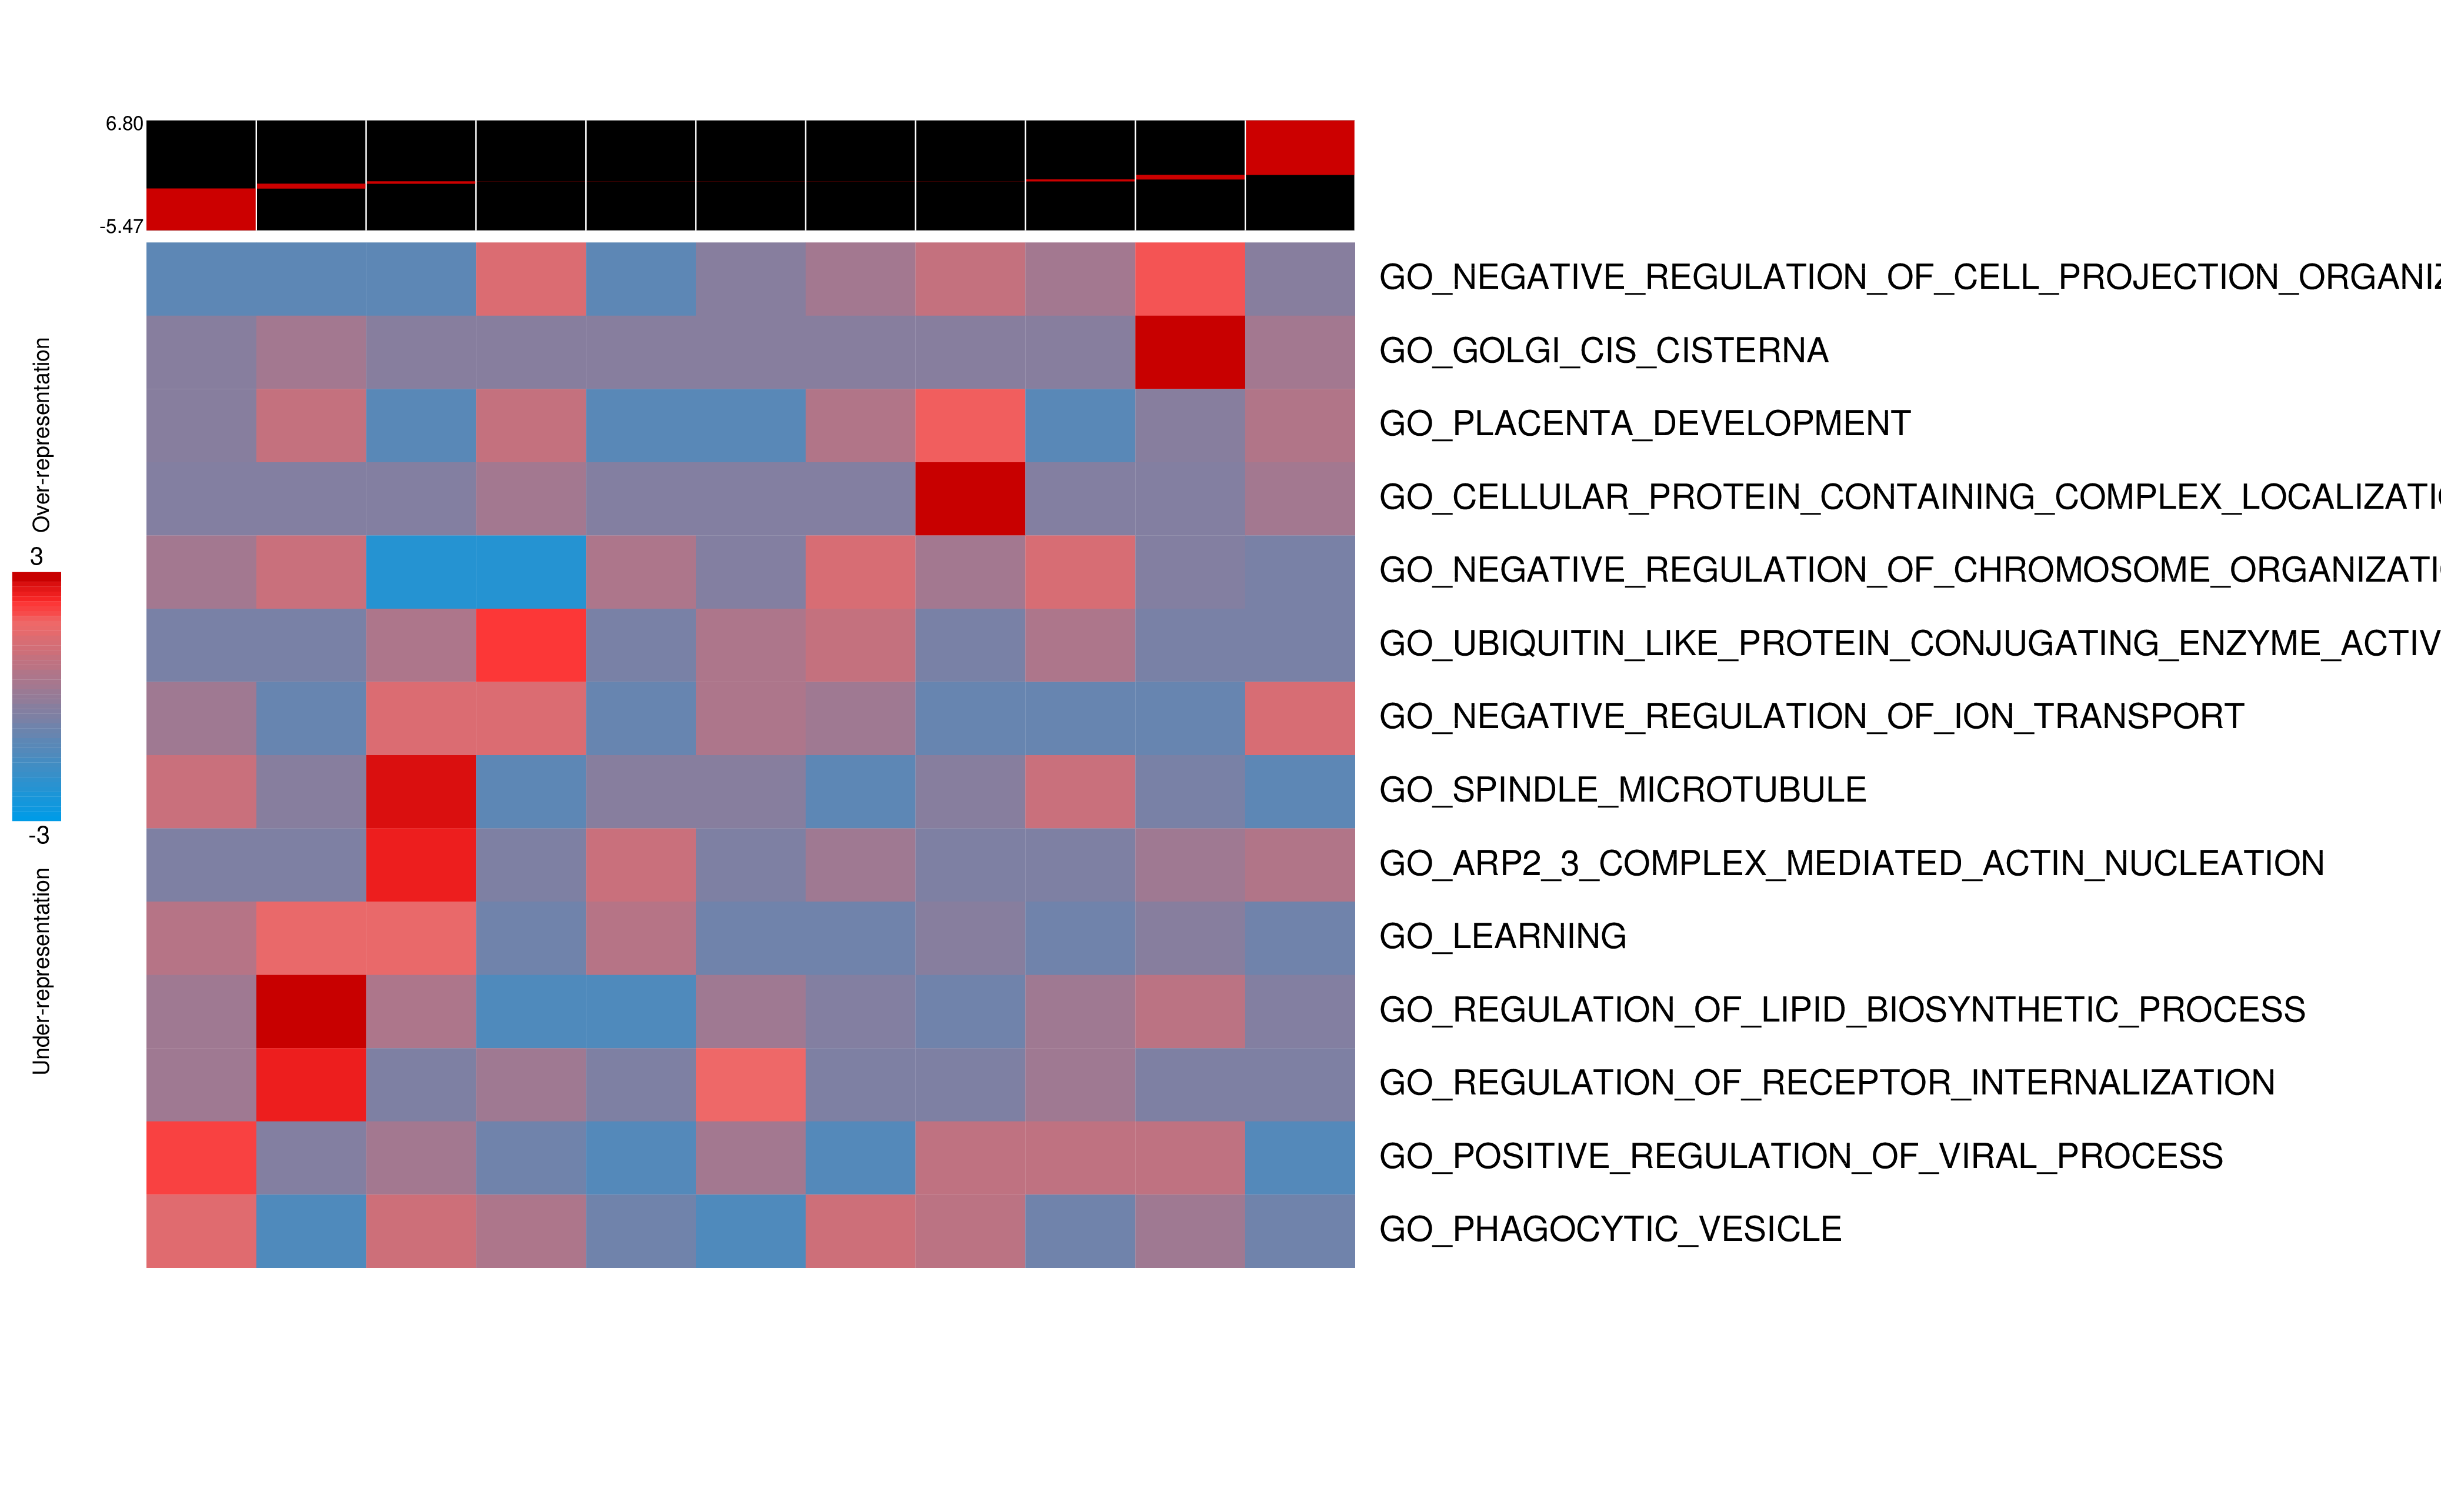 6.80
-5.47
GO_NEGATIVE_REGULATION_OF_CELL_PROJECTION_ORGANIZ
GO_GOLGI_CIS_CISTERNA
GO_PLACENTA_DEVELOPMENT
GO_CELLULAR_PROTEIN_CONTAINING_COMPLEX_LOCALIZATI
GO_NEGATIVE_REGULATION_OF_CHROMOSOME_ORGANIZATI
GO_UBIQUITIN_LIKE_PROTEIN_CONJUGATING_ENZYME_ACTIV
GO_NEGATIVE_REGULATION_OF_ION_TRANSPORT
GO_SPINDLE_MICROTUBULE
GO_ARP2_3_COMPLEX_MEDIATED_ACTIN_NUCLEATION
GO_LEARNING
GO_REGULATION_OF_LIPID_BIOSYNTHETIC_PROCESS
GO_REGULATION_OF_RECEPTOR_INTERNALIZATION
GO_POSITIVE_REGULATION_OF_VIRAL_PROCESS
GO_PHAGOCYTIC_VESICLE
Over-representation
3
-3
Under-representation